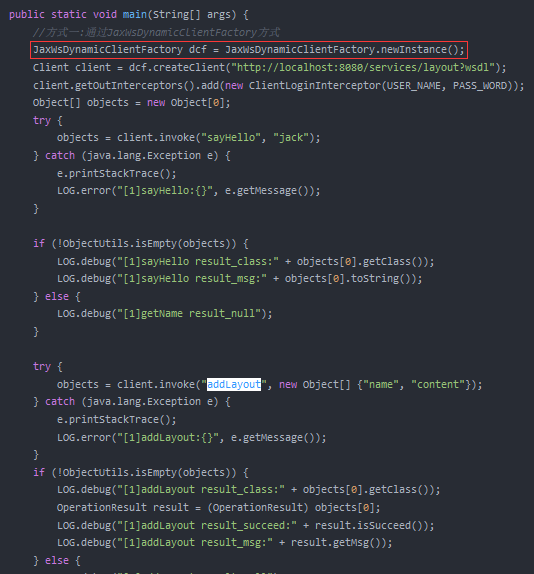 public static void main(String[] args) {
//方式一:通过JaxWsDynamicClientFactory方式
JaxWsDynamicClientFactory dcf = JaxWsDynamicClientFactory.newInstance();
Client client = dcf.createClient("http://localhost:8080/services/layout?wsdl");
client.getOutInterceptors().add(new ClientLoginInterceptor(USER_NAME, PASS_WORD));
Object[] objects = new Object[0];
try {
objects = client.invoke("sayHello", "jack");
} catch (java.lang.Exception e) {
e.printStackTrace();
LOG.error("[1]sayHello:{}", e.getMessage());
}
if (!ObjectUtils.isEmpty(objects)) {
LOG.debug("[1]sayHello result_class:" + objects[0].getClass());
LOG.debug("[1]sayHello result_msg:" + objects[0].toString());
} else {
LOG.debug("[1]getName result_null");
}
try {
objects = client.invoke("addLayout", new Object[] {"name", "content"});
} catch (java.lang.Exception e) {
e.printStackTrace();
LOG.error("[1]addLayout:{}", e.getMessage());
}
if (!ObjectUtils.isEmpty(objects)) {
LOG.debug("[1]addLayout result_class:" + objects[0].getClass());
OperationResult result = (OperationResult) objects[0];
LOG.debug("[1]addLayout result_succeed:" + result.isSucceed());
LOG.debug("[1]addLayout result_msg:" + result.getMsg());
} else {